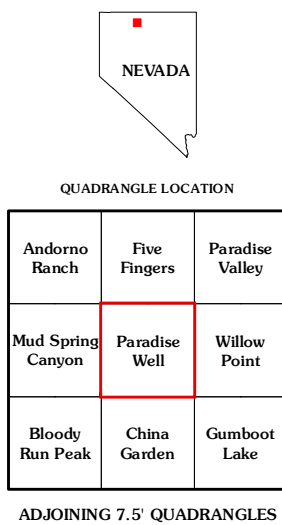 NEVADA
QUADRANGLE LOCATION
Andorno
Ranch
Five
Fingers
Paradise
Valley
Mud Spring
Canyon
Paradise
Well
Willow
Point
Bloody
Run Peak
China
Garden
Gumboot
Lake
ADJOINING 7.5' QUADRANGLES